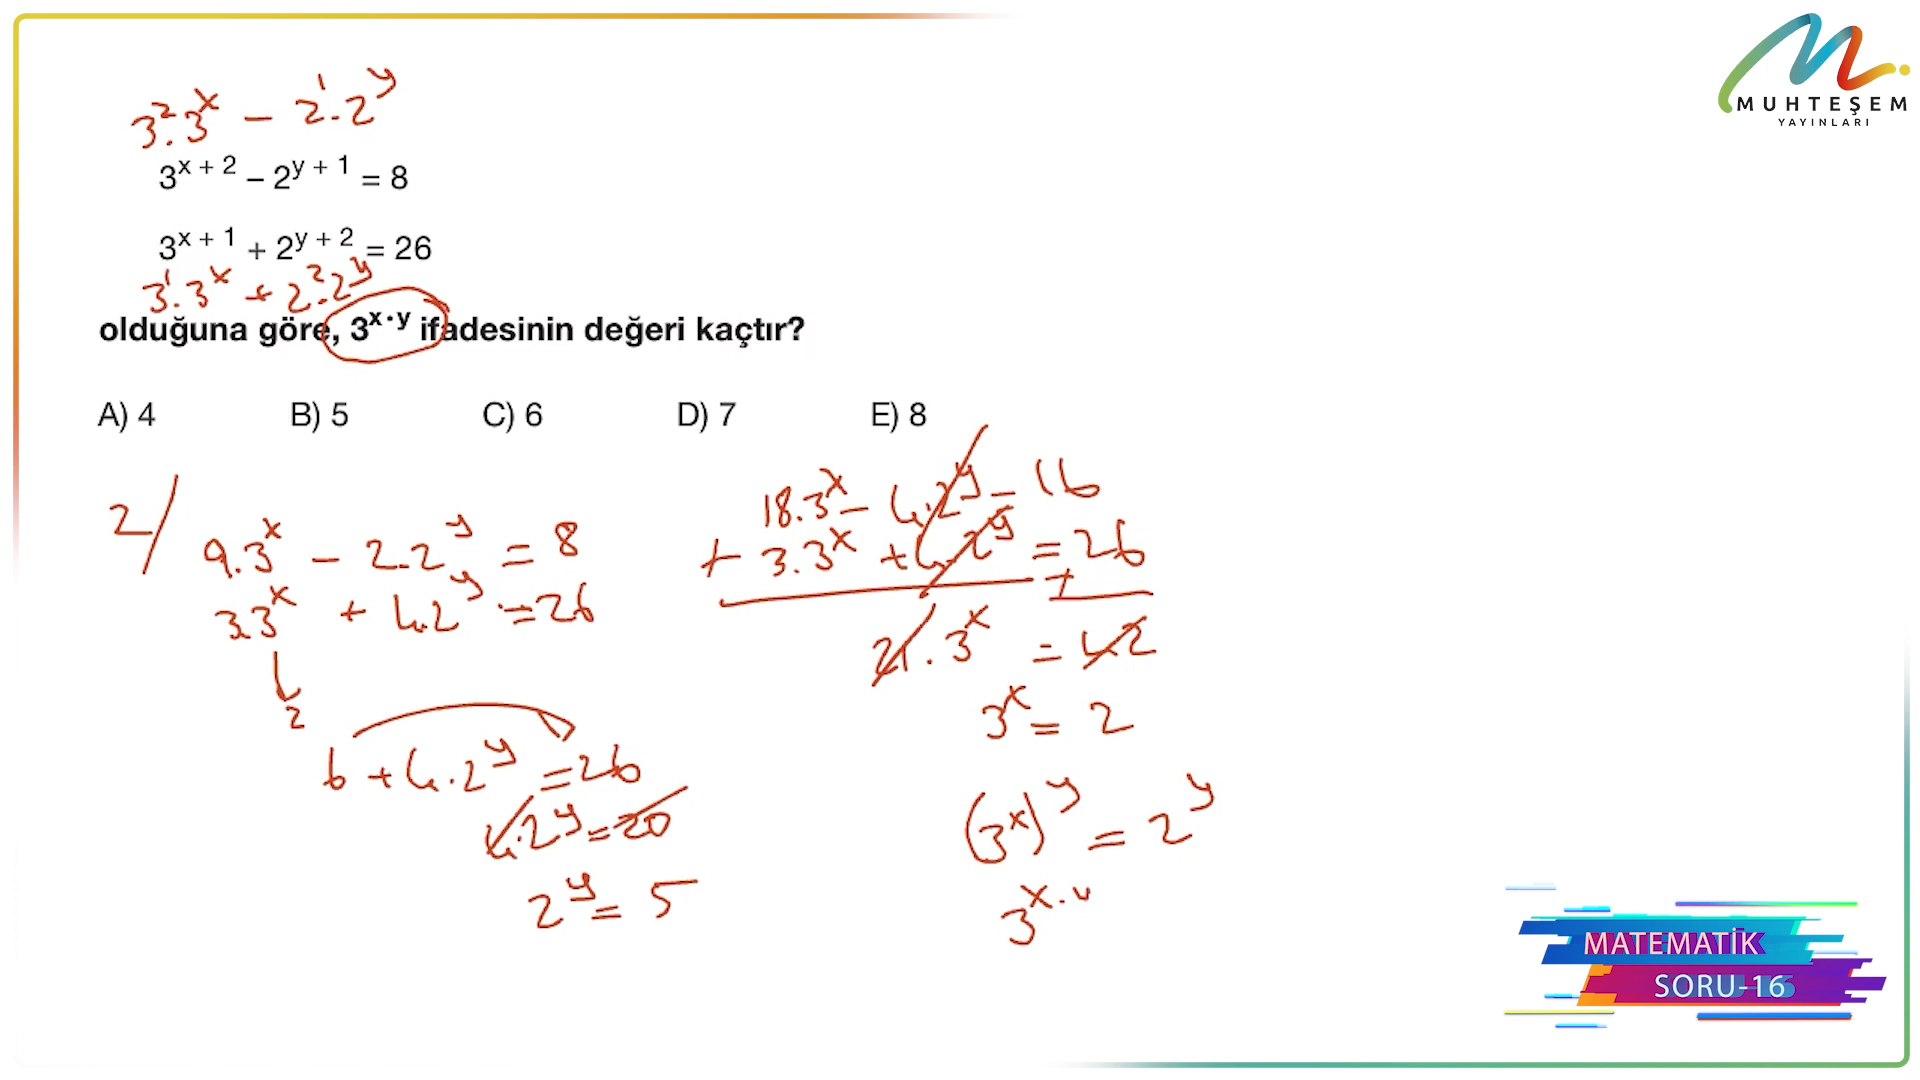 MUHTEŞEM
YAYINLARI
3².3ˣ – 2¹.2ʸ
3ˣ ⁺ ² – 2ʸ ⁺ ¹ = 8
3ˣ ⁺ ¹ + 2ʸ ⁺ ² = 26
3¹.3ˣ + 2².2ʸ
olduğuna göre, 3ˣ˙ʸ ifadesinin değeri kaçtır?
A) 4 B) 5 C) 6 D) 7 E) 8
2/ 9.3ˣ – 2.2ʸ = 8
3.3ˣ + 4.2ʸ = 26
2
6 + 4.2ʸ = 26
4.2ʸ = 20
2ʸ = 5
18.3ˣ – 4.2ʸ = 16
+ 3.3ˣ + 4.2ʸ = 26
+
21.3ˣ = 42
3ˣ = 2
(3ˣ)ʸ = 2ʸ
3ˣ˙ʸ
MATEMATİK
SORU-16